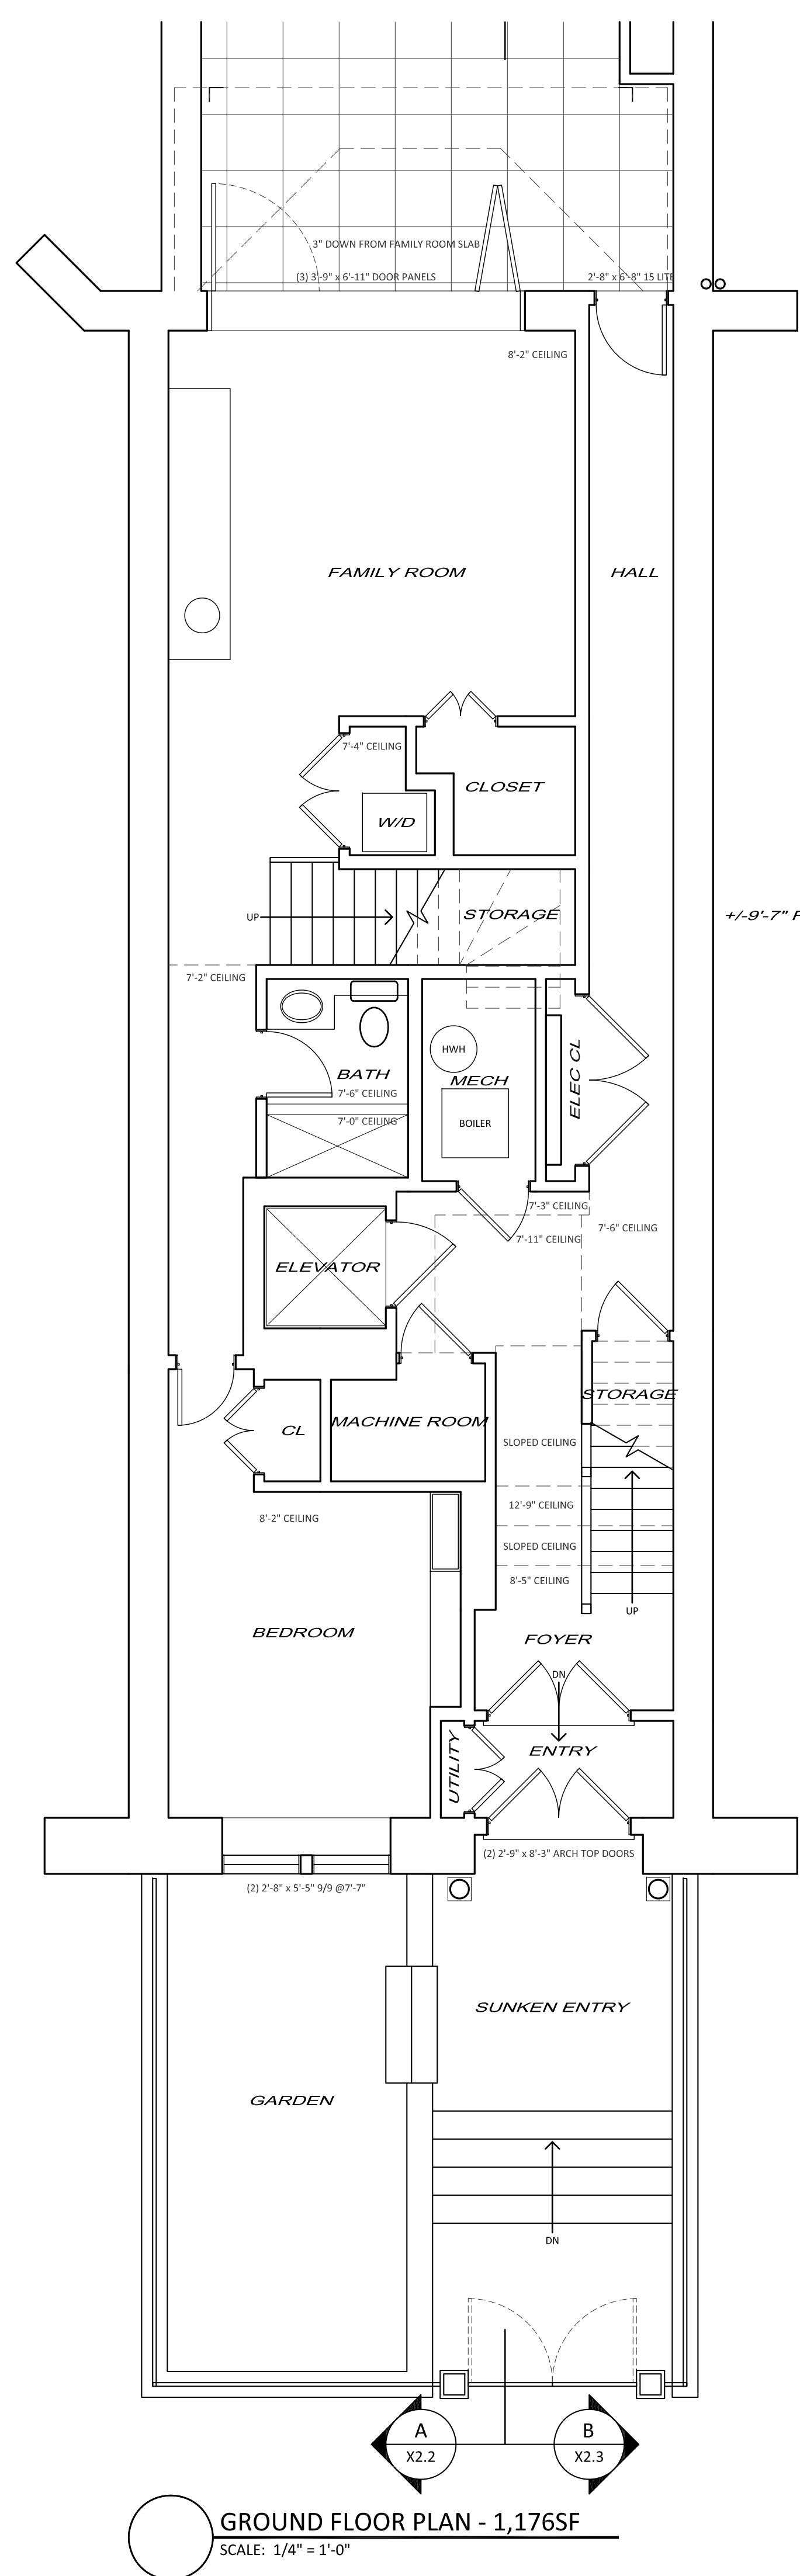 3" DOWN FROM FAMILY ROOM SLAB
(3) 3'-9" x 6'-11" DOOR PANELS
2'-8" x 6'-8" 15 LITE
8'-2" CEILING
FAMILY ROOM
HALL
7'-4" CEILING
CLOSET
W/D
UP
STORAGE
+/-9'-7" F
7'-2" CEILING
HWH
BATH
MECH
ELEC CL
7'-6" CEILING
7'-0" CEILING
BOILER
7'-3" CEILING
7'-6" CEILING
7'-11" CEILING
ELEVATOR
STORAGE
MACHINE ROOM
CL
SLOPED CEILING
12'-9" CEILING
8'-2" CEILING
SLOPED CEILING
8'-5" CEILING
UP
BEDROOM
FOYER
DN
UTILITY
ENTRY
(2) 2'-9" x 8'-3" ARCH TOP DOORS
(2) 2'-8" x 5'-5" 9/9 @7'-7"
SUNKEN ENTRY
GARDEN
DN
A
X2.2
B
X2.3
GROUND FLOOR PLAN - 1,176SF
SCALE: 1/4" = 1'-0"